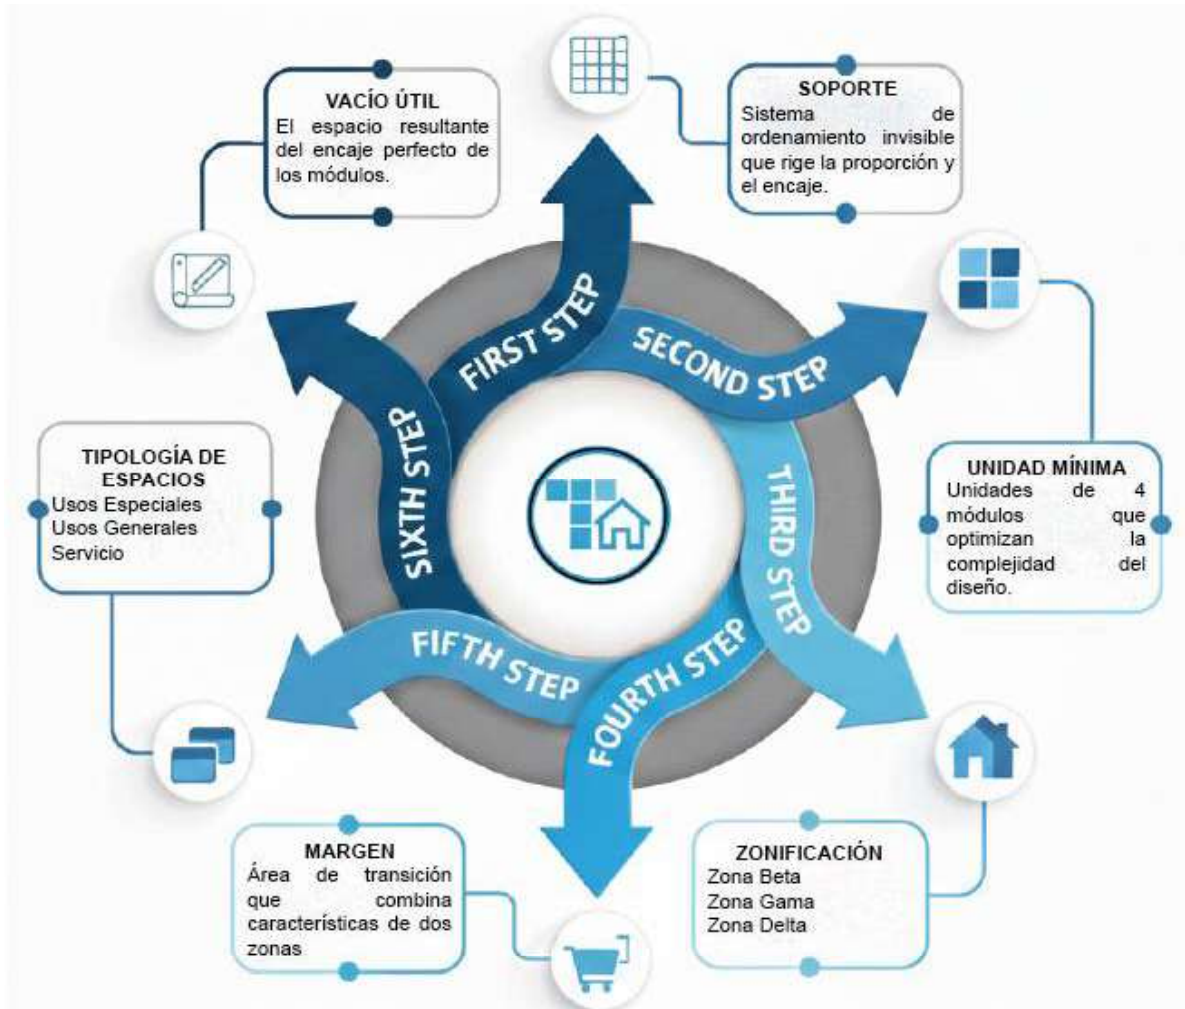 VACÍO ÚTIL
El espacio resultante
del encaje perfecto de
los módulos.
SOPORTE
Sistema de
ordenamiento invisible
que rige la proporción y
el encaje.
FIRST STEP
SECOND STEP
THIRD STEP
FOURTH STEP
FIFTH STEP
SIXTH STEP
UNIDAD MÍNIMA
Unidades de 4
módulos que
optimizan la
complejidad del
diseño.
TIPOLOGÍA DE
ESPACIOS
Usos Especiales
Usos Generales
Servicio
MARGEN
Área de transición
que combina
características de dos
zonas
ZONIFICACIÓN
Zona Beta
Zona Gama
Zona Delta